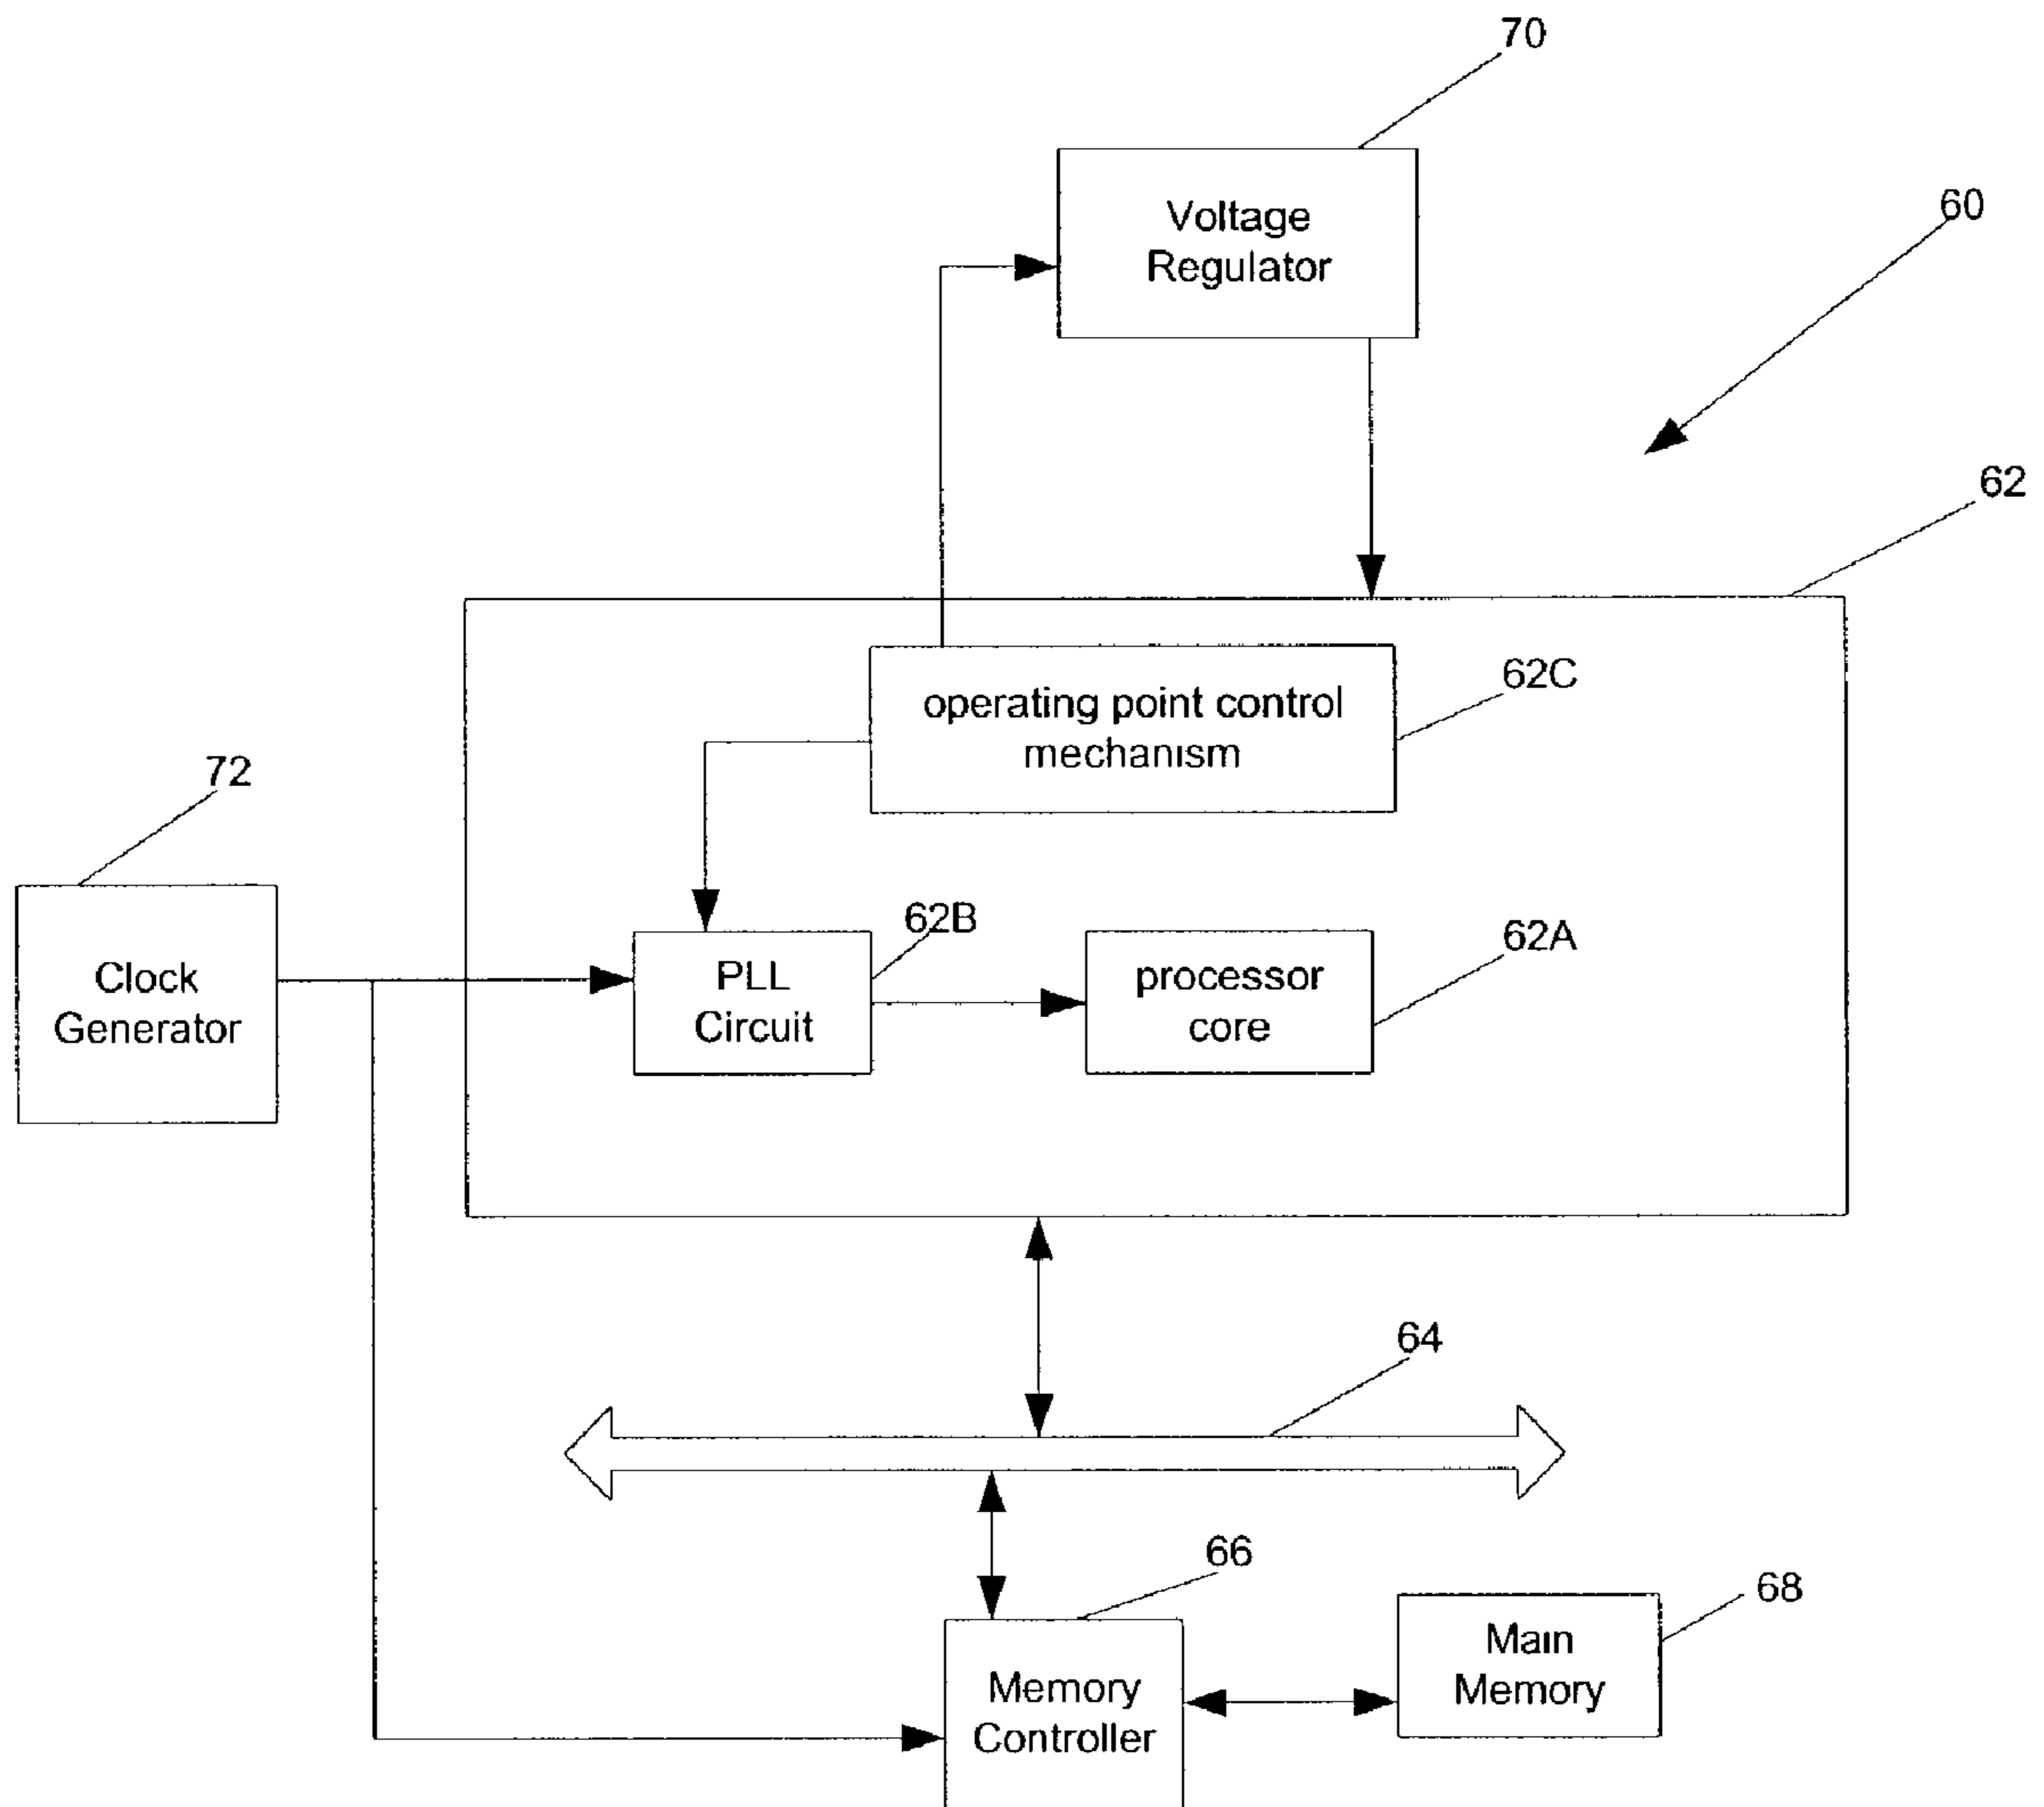 70
Voltage
Regulator
60
62
operating point control
mechanism
62C
72
Clock
Generator
62B
PLL
Circuit
62A
processor
core
64
66
Memory
Controller
68
Main
Memory